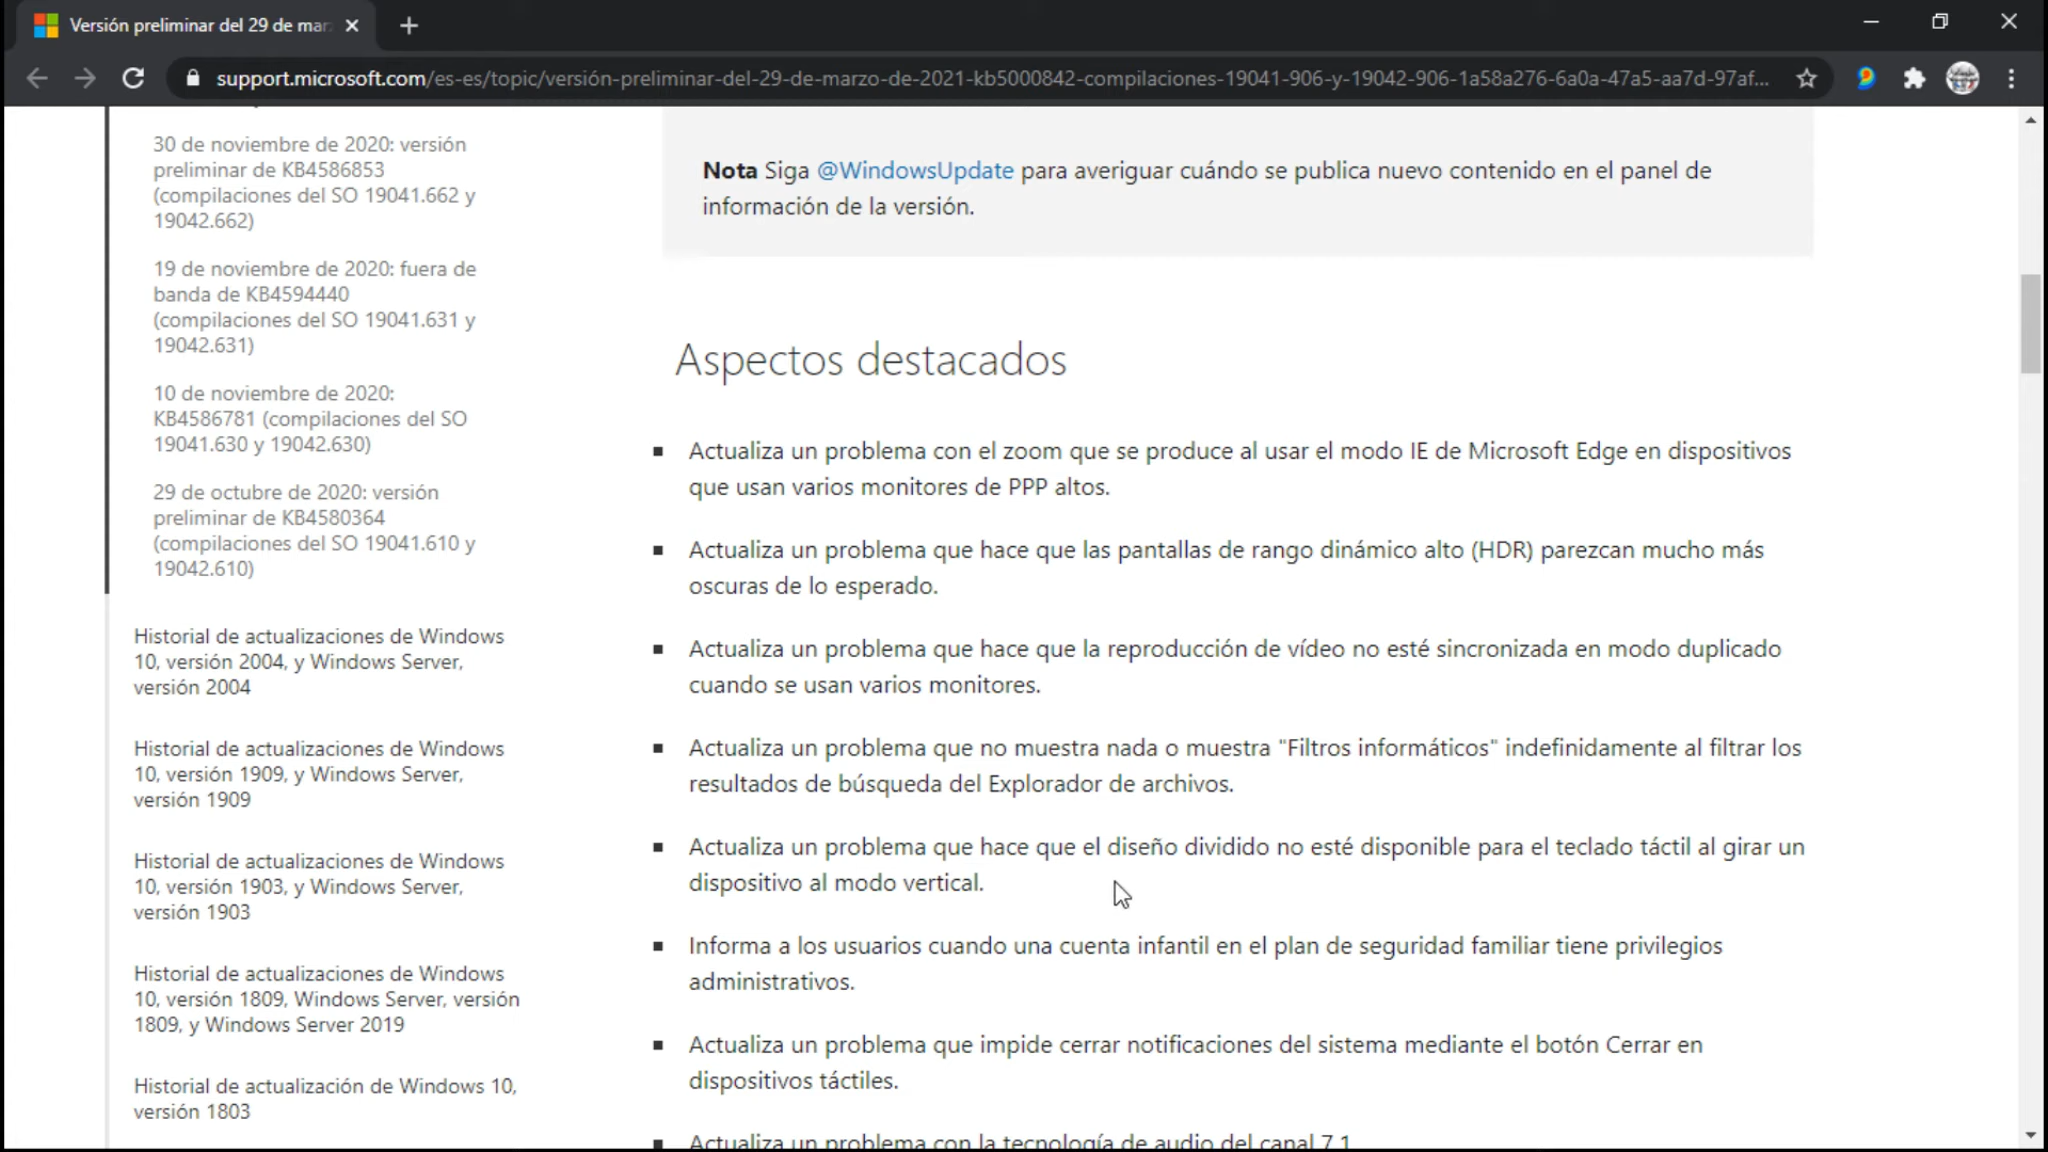 Versión preliminar del 29 de mar
support.microsoft.com/es-es/topic/versión-preliminar-del-29-de-marzo-de-2021-kb5000842-compilaciones-19041-906-y-19042-906-1a58a276-6a0a-47a5-aa7d-97af...
30 de noviembre de 2020: versión
preliminar de KB4586853
(compilaciones del SO 19041.662 y
19042.662)
19 de noviembre de 2020: fuera de
banda de KB4594440
(compilaciones del SO 19041.631 y
19042.631)
10 de noviembre de 2020:
KB4586781 (compilaciones del SO
19041.630 y 19042.630)
29 de octubre de 2020: versión
preliminar de KB4580364
(compilaciones del SO 19041.610 y
19042.610)
Historial de actualizaciones de Windows
10, versión 2004, y Windows Server,
versión 2004
Historial de actualizaciones de Windows
10, versión 1909, y Windows Server,
versión 1909
Historial de actualizaciones de Windows
10, versión 1903, y Windows Server,
versión 1903
Historial de actualizaciones de Windows
10, versión 1809, Windows Server, versión
1809, y Windows Server 2019
Historial de actualización de Windows 10,
versión 1803
Nota Siga @WindowsUpdate para averiguar cuándo se publica nuevo contenido en el panel de
información de la versión.
Aspectos destacados
Actualiza un problema con el zoom que se produce al usar el modo IE de Microsoft Edge en dispositivos
que usan varios monitores de PPP altos.
Actualiza un problema que hace que las pantallas de rango dinámico alto (HDR) parezcan mucho más
oscuras de lo esperado.
Actualiza un problema que hace que la reproducción de vídeo no esté sincronizada en modo duplicado
cuando se usan varios monitores.
Actualiza un problema que no muestra nada o muestra "Filtros informáticos" indefinidamente al filtrar los
resultados de búsqueda del Explorador de archivos.
Actualiza un problema que hace que el diseño dividido no esté disponible para el teclado táctil al girar un
dispositivo al modo vertical.
Informa a los usuarios cuando una cuenta infantil en el plan de seguridad familiar tiene privilegios
administrativos.
Actualiza un problema que impide cerrar notificaciones del sistema mediante el botón Cerrar en
dispositivos táctiles.
Actualiza un problema con la tecnología de audio del canal 7.1